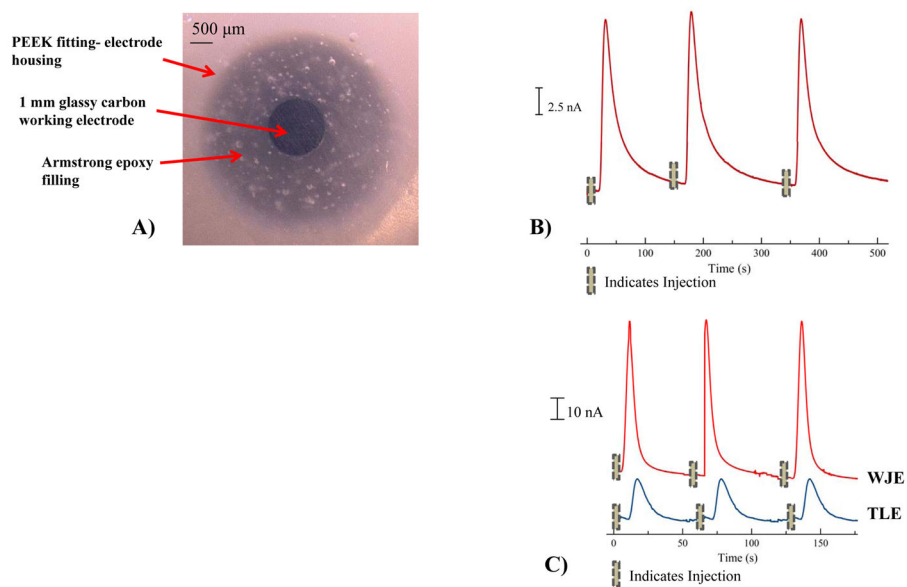 500 µm
PEEK fitting- electrode
housing
1 mm glassy carbon
working electrode
Armstrong epoxy
filling
A)
2.5 nA
B)
0 100 200 300 400 500
Time (s)
Indicates Injection
10 nA
WJE
TLE
0 50 100 150
Time (s)
C)
Indicates Injection